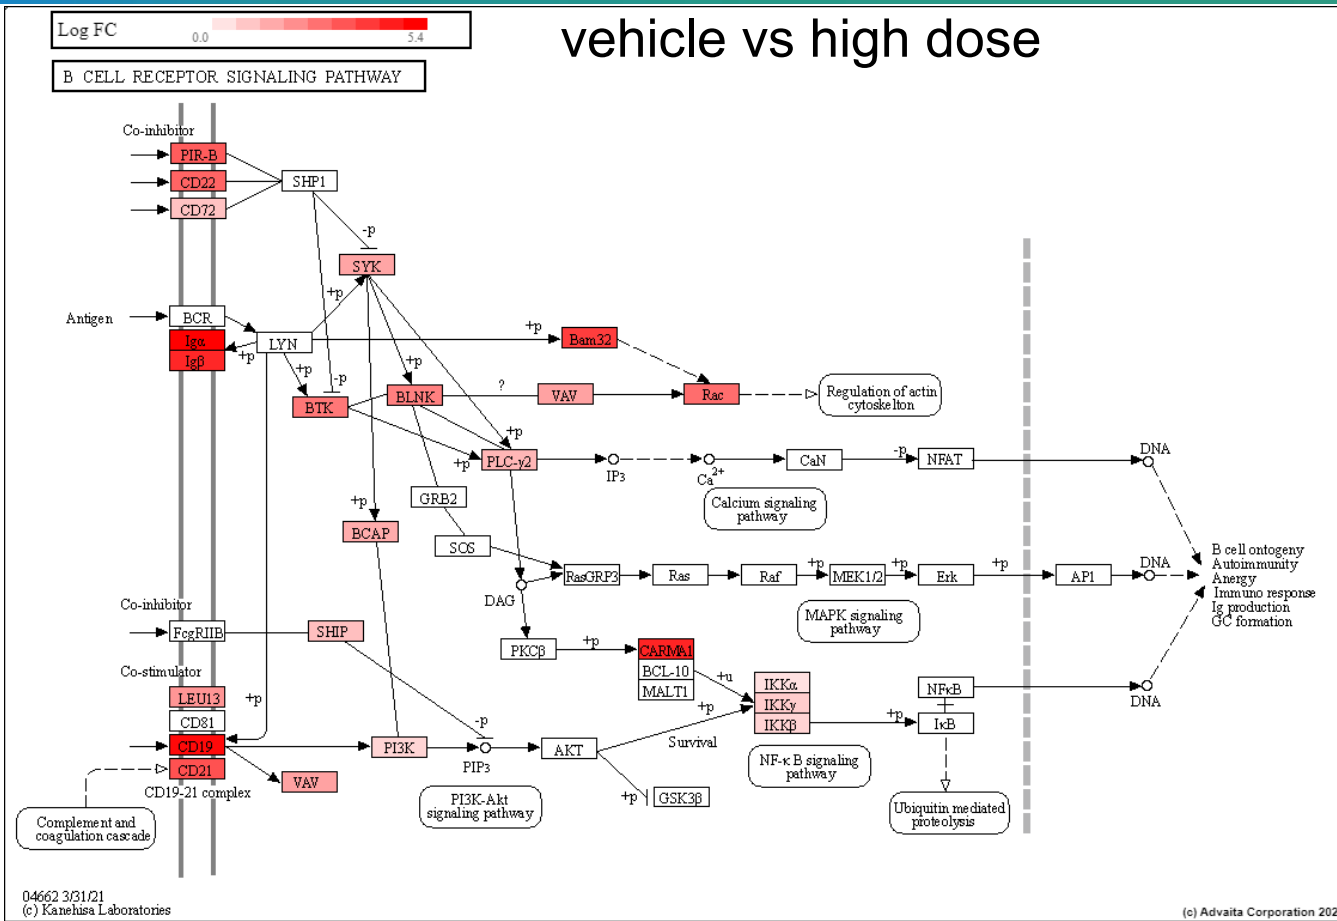 Log FC
0.0
5.4
vehicle vs high dose
B CELL RECEPTOR SIGNALING PATHWAY
Co-inhibitor
PIR-B
CD22
CD72
SHP1
-p
SYK
+p
Antigen
BCR
Igα
Igβ
+p
LYN
+p
Bam32
+p
-p
+p
BTK
BLNK
?
VAV
Rac
Regulation of actin
cytoskelton
+p
+p
PLC-γ2
IP3
Ca2+
CaN
-p
NFAT
DNA
Calcium signaling
pathway
GRB2
+p
BCAP
SOS
DAG
RasGRP3
Ras
Raf
+p
MEK1/2
+p
Erk
+p
AP1
DNA
B cell ontogeny
Autoimmunity
Anergy
Immuno response
Ig production
GC formation
MAPK signaling
pathway
Co-inhibitor
FcgRIIB
SHIP
PKCβ
+p
CARMA1
BCL-10
MALT1
+u
+p
IKKα
IKKγ
IKKβ
+p
NFκB
IκB
DNA
Co-stimulator
LEU13
+p
CD81
CD19
CD21
CD19-21 complex
VAV
PI3K
-p
PIP3
AKT
Survival
+p
GSK3β
NF-κ B signaling
pathway
PI3K-Akt
signaling pathway
Ubiquitin mediated
proteolysis
Complement and
coagulation cascade
04662 3/31/21
(c) Kanehisa Laboratories
(c) Advaita Corporation 202